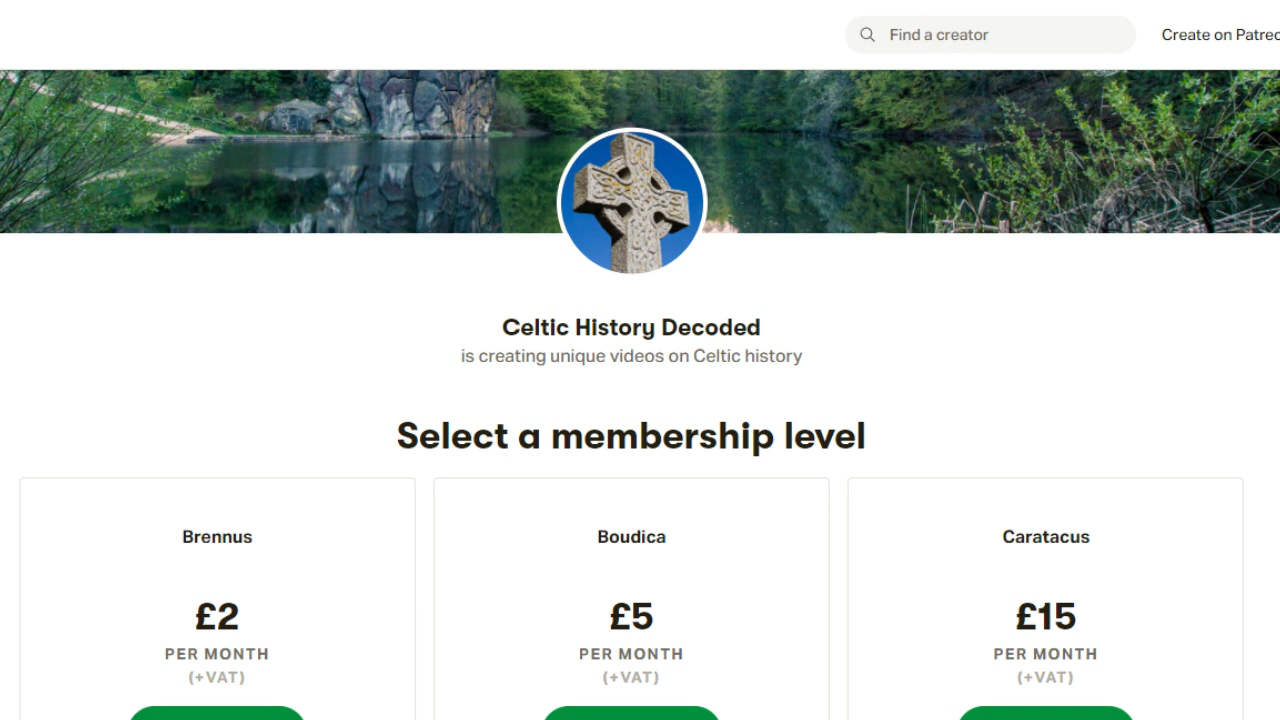 Find a creator
Create on Patreo
Celtic History Decoded
is creating unique videos on Celtic history
Select a membership level
Brennus
Boudica
Caratacus
£2
£5
£15
PER MONTH
PER MONTH
PER MONTH
(+VAT)
(+VAT)
(+VAT)